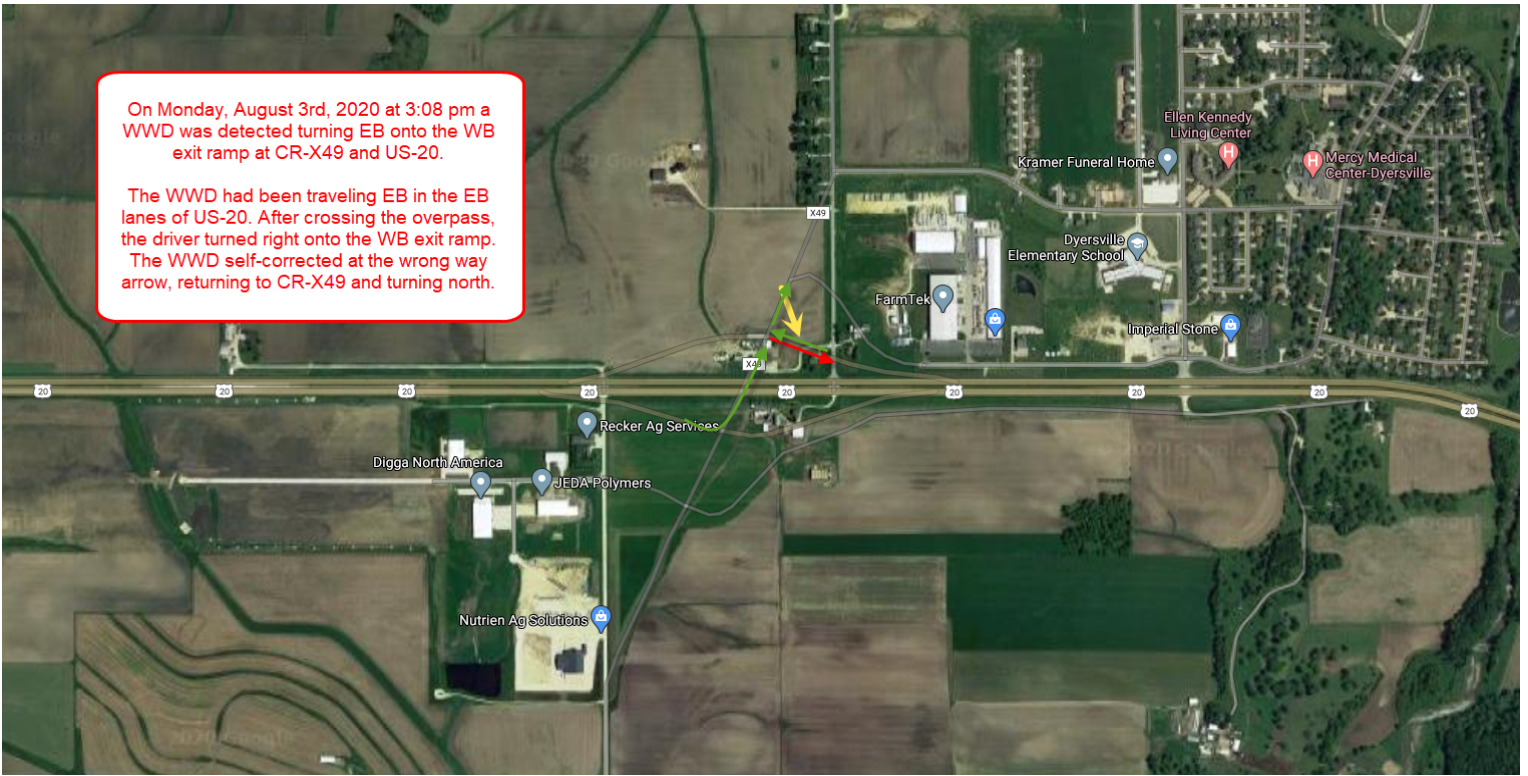 On Monday, August 3rd, 2020 at 3:08 pm a
WWD was detected turning EB onto the WB
exit ramp at CR-X49 and US-20.
The WWD had been traveling EB in the EB
lanes of US-20. After crossing the overpass,
the driver turned right onto the WB exit ramp.
The WWD self-corrected at the wrong way
arrow, returning to CR-X49 and turning north.
Ellen Kennedy
Living Center
Kramer Funeral Home
Mercy Medical
Center-Dyersville
X49
Dyersville
Elementary School
FarmTek
Imperial Stone
X49
20
20
20
20
20
20
20
20
20
Recker Ag Services
Digga North America
JEDA Polymers
Nutrien Ag Solutions